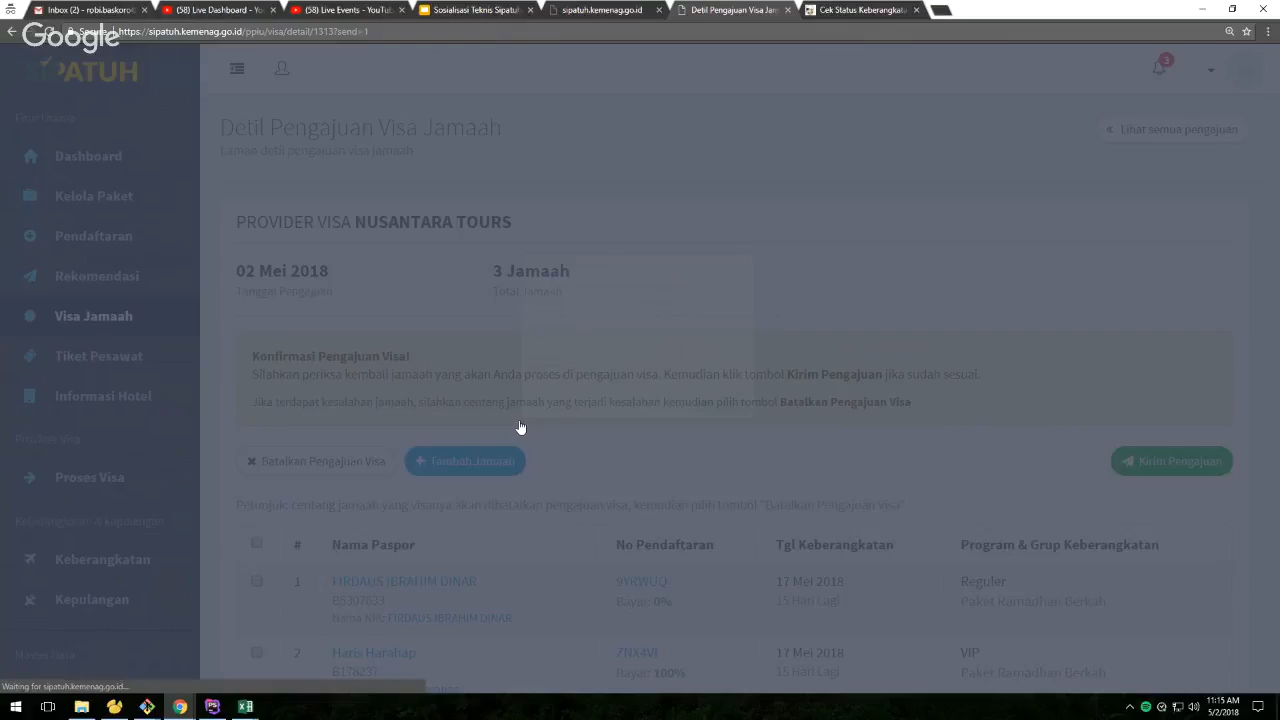 Inbox (2) - robi.baskoro
(58) Live Dashboard - Yo
(58) Live Events - YouTu
Sipatuh
sipatuh.kemenag.go.id
Detil Pengajuan Visa Jam
Cek Status Keberangkat
Google
https://sipatuh.kemenag.go.id/ppiu/visa/detail/1313?send=1
PATUH
3
Detil Pengajuan Visa Jamaah
Laman detil pengajuan visa jamaah
« Lihat semua pengajuan
Dashboard
Kelola Paket
Pendaftaran
Rekomendasi
Visa Jamaah
Tiket Pesawat
Informasi Hotel
Provider Visa
Proses Visa
Keberangkatan & kepulangan
Keberangkatan
Kepulangan
PROVIDER VISA NUSANTARA TOURS
02 Mei 2018
Tanggal Pengajuan
3 Jamaah
Total Jamaah
Konfirmasi Pengajuan Visa!
Silahkan periksa kembali jamaah yang akan Anda proses di pengajuan visa. Kemudian klik tombol Kirim Pengajuan jika sudah sesuai.
Jika terdapat kesalahan jamaah, silahkan centang jamaah yang terjadi kesalahan kemudian pilih tombol Batalkan Pengajuan Visa
Batalkan Pengajuan Visa
Tambah Jamaah
Kirim Pengajuan
Petunjuk: centang jamaah yang visanya akan dibatalkan pengajuan visa, kemudian pilih tombol "Batalkan Pengajuan Visa"
# Nama Paspor No Pendaftaran Tgl Keberangkatan Program & Grup Keberangkatan
1 FIRDAUS IBRAHIM DINAR 9YRWUQ 17 Mei 2018 Reguler
B5307833 Bayar: 0% 15 Hari Lagi Paket Ramadhan Berkah
Nama NIK: FIRDAUS IBRAHIM DINAR
2 Haris Harahap ZNX4VI 17 Mei 2018 VIP
B178237 Bayar: 100% 15 Hari Lagi Paket Ramadhan Berkah
Waiting for sipatuh.kemenag.go.id...
11:15 AM
5/2/2018